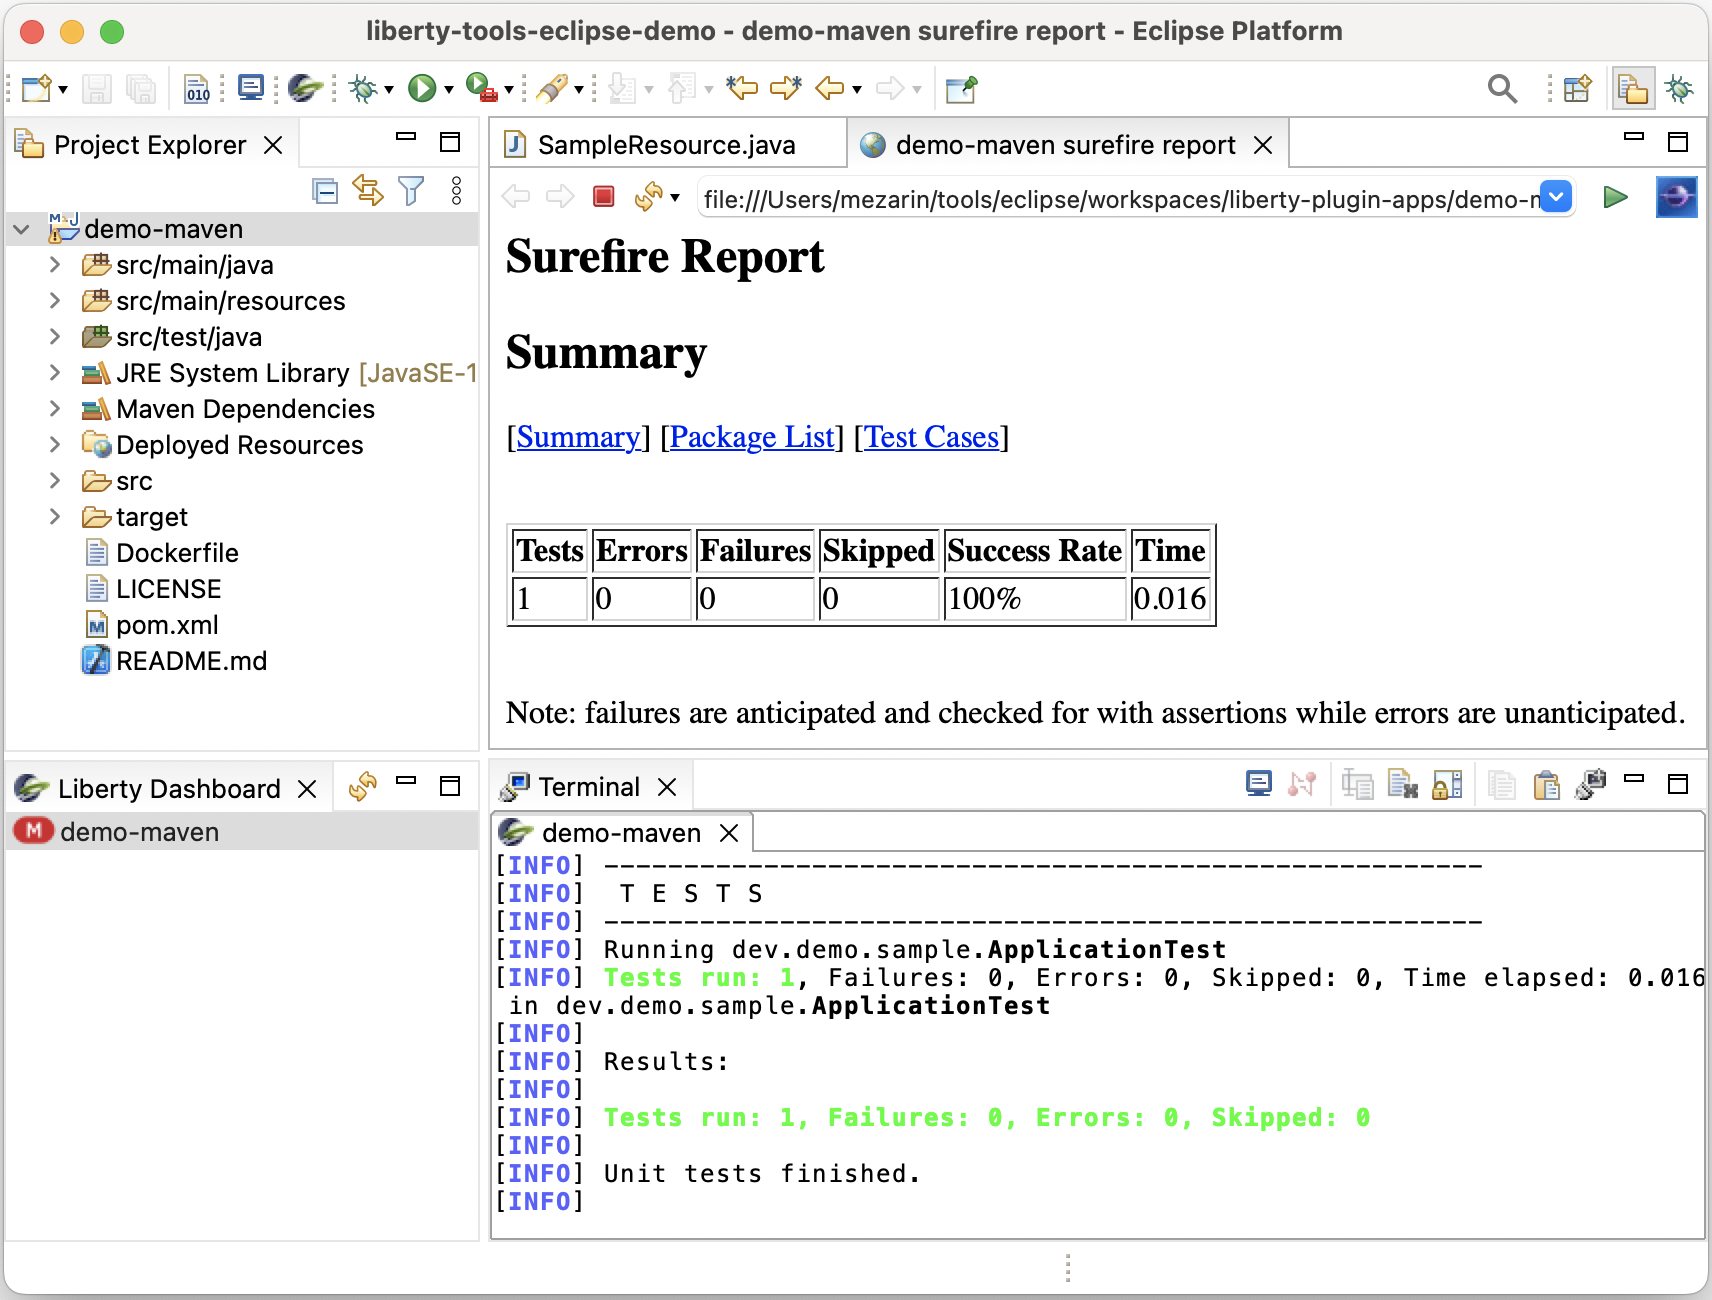 liberty-tools-eclipse-demo - demo-maven surefire report - Eclipse Platform
010
Project Explorer
demo-maven
src/main/java
src/main/resources
src/test/java
JRE System Library [JavaSE-1
Maven Dependencies
Deployed Resources
src
target
Dockerfile
LICENSE
pom.xml
README.md
SampleResource.java
demo-maven surefire report
file:///Users/mezarin/tools/eclipse/workspaces/liberty-plugin-apps/demo-m
Surefire Report
Summary
[Summary] [Package List] [Test Cases]
Tests Errors Failures Skipped Success Rate Time
1 0 0 0 100% 0.016
Note: failures are anticipated and checked for with assertions while errors are unanticipated.
Liberty Dashboard
M demo-maven
Terminal
demo-maven
[INFO] -------------------------------------------------------
[INFO]  T E S T S
[INFO] -------------------------------------------------------
[INFO] Running dev.demo.sample.ApplicationTest
[INFO] Tests run: 1, Failures: 0, Errors: 0, Skipped: 0, Time elapsed: 0.016
in dev.demo.sample.ApplicationTest
[INFO]
[INFO] Results:
[INFO]
[INFO] Tests run: 1, Failures: 0, Errors: 0, Skipped: 0
[INFO]
[INFO] Unit tests finished.
[INFO]